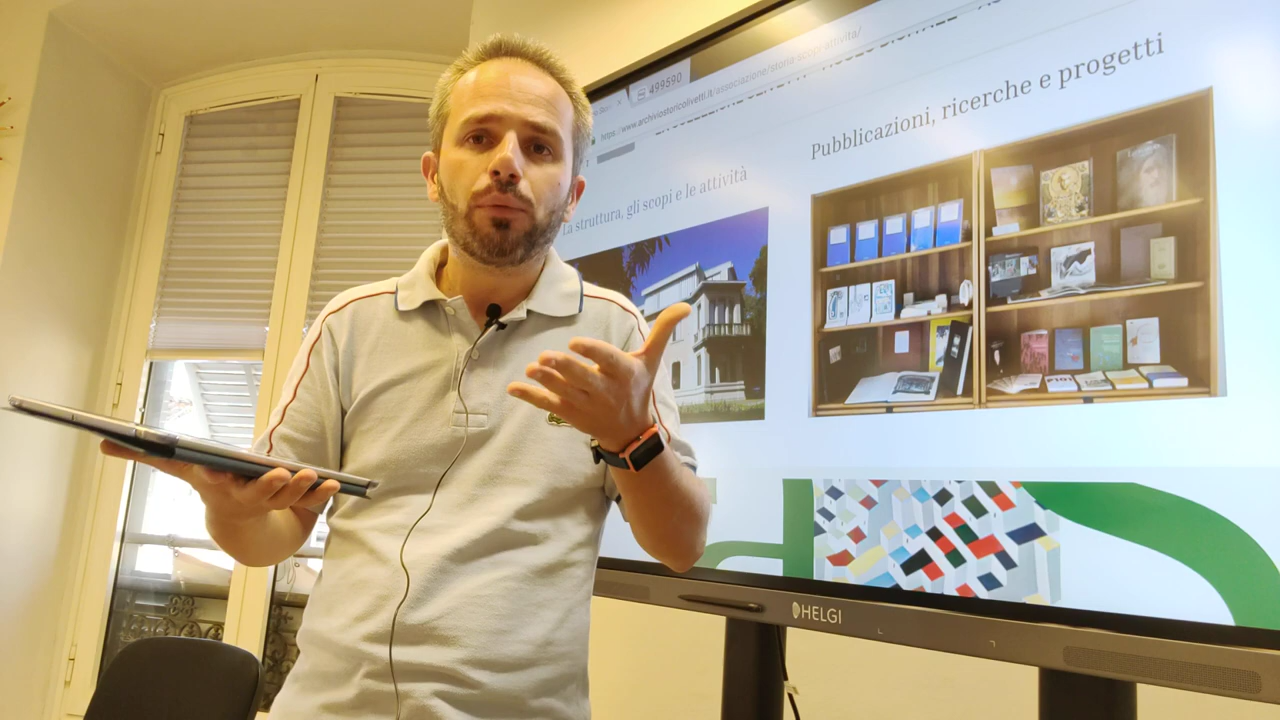 499590
https://www.archiviostoricolivetti.it/associazione/storia-scopi-attivita/
La struttura, gli scopi e le attività
Pubblicazioni, ricerche e progetti
P101
HELGI